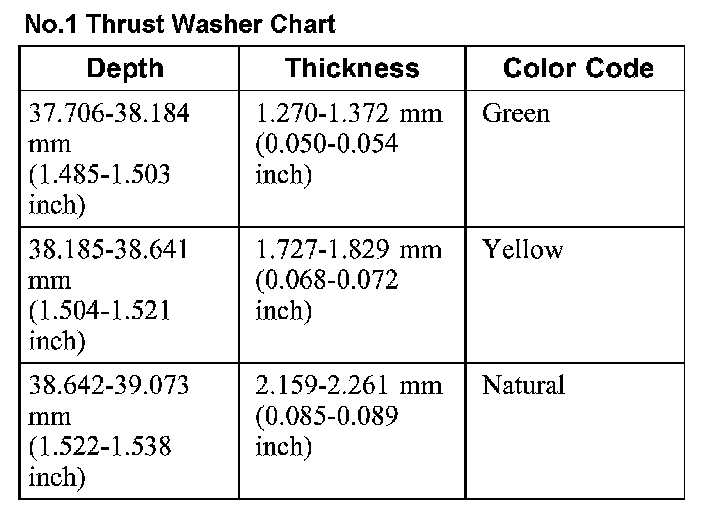 No.1 Thrust Washer Chart
Depth Thickness Color Code
37.706-38.184 1.270-1.372 mm Green
mm (0.050-0.054
(1.485-1.503 inch)
inch)
38.185-38.641 1.727-1.829 mm Yellow
mm (0.068-0.072
(1.504-1.521 inch)
inch)
38.642-39.073 2.159-2.261 mm Natural
mm (0.085-0.089
(1.522-1.538 inch)
inch)